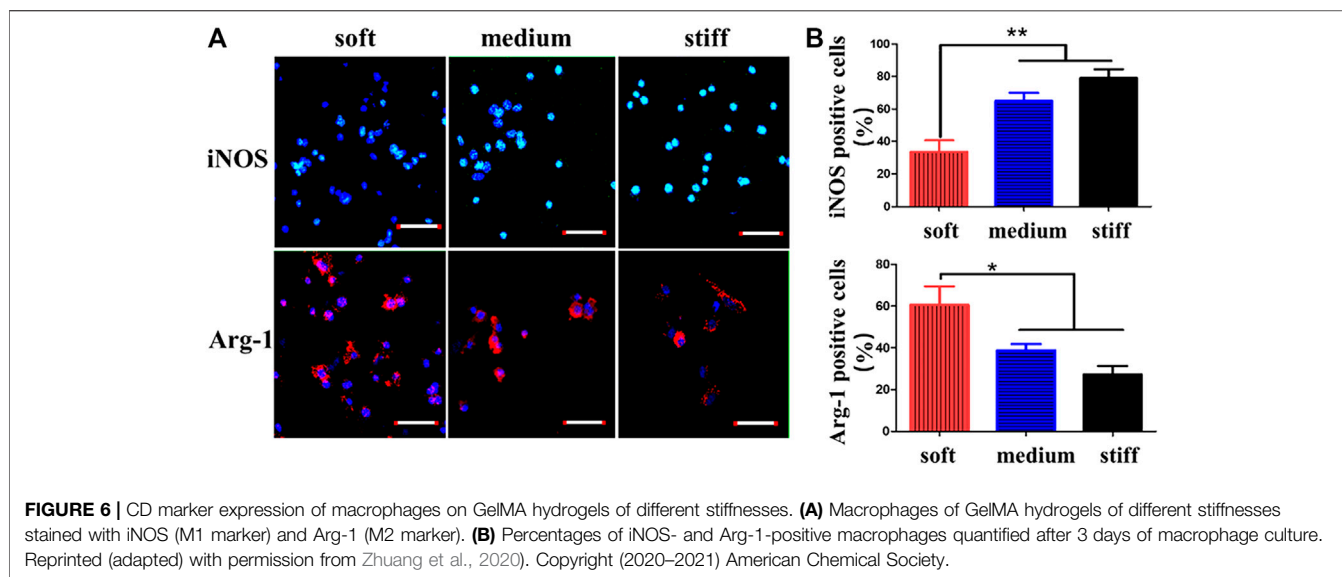 A
soft medium stiff
iNOS
Arg-1
B
**
iNOS positive cells
(%)
100
80
60
40
20
0
soft medium stiff
*
Arg-1 positive cells
(%)
80
60
40
20
0
soft medium stiff
FIGURE 6 | CD marker expression of macrophages on GelMA hydrogels of different stiffnesses. (A) Macrophages of GelMA hydrogels of different stiffnesses
stained with iNOS (M1 marker) and Arg-1 (M2 marker). (B) Percentages of iNOS- and Arg-1-positive macrophages quantified after 3 days of macrophage culture.
Reprinted (adapted) with permission from Zhuang et al., 2020). Copyright (2020–2021) American Chemical Society.